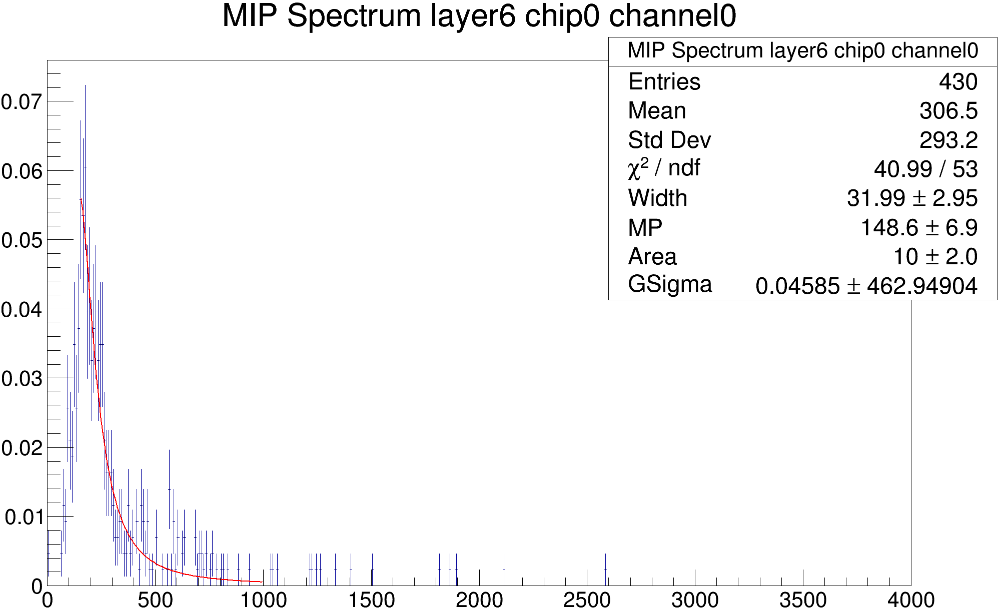 MIP Spectrum layer6 chip0 channel0
MIP Spectrum layer6 chip0 channel0
Entries 430
Mean 306.5
Std Dev 293.2
χ² / ndf 40.99 / 53
Width 31.99 ± 2.95
MP 148.6 ± 6.9
Area 10 ± 2.0
GSigma 0.04585 ± 462.94904
0.07
0.06
0.05
0.04
0.03
0.02
0.01
0
0 500 1000 1500 2000 2500 3000 3500 4000